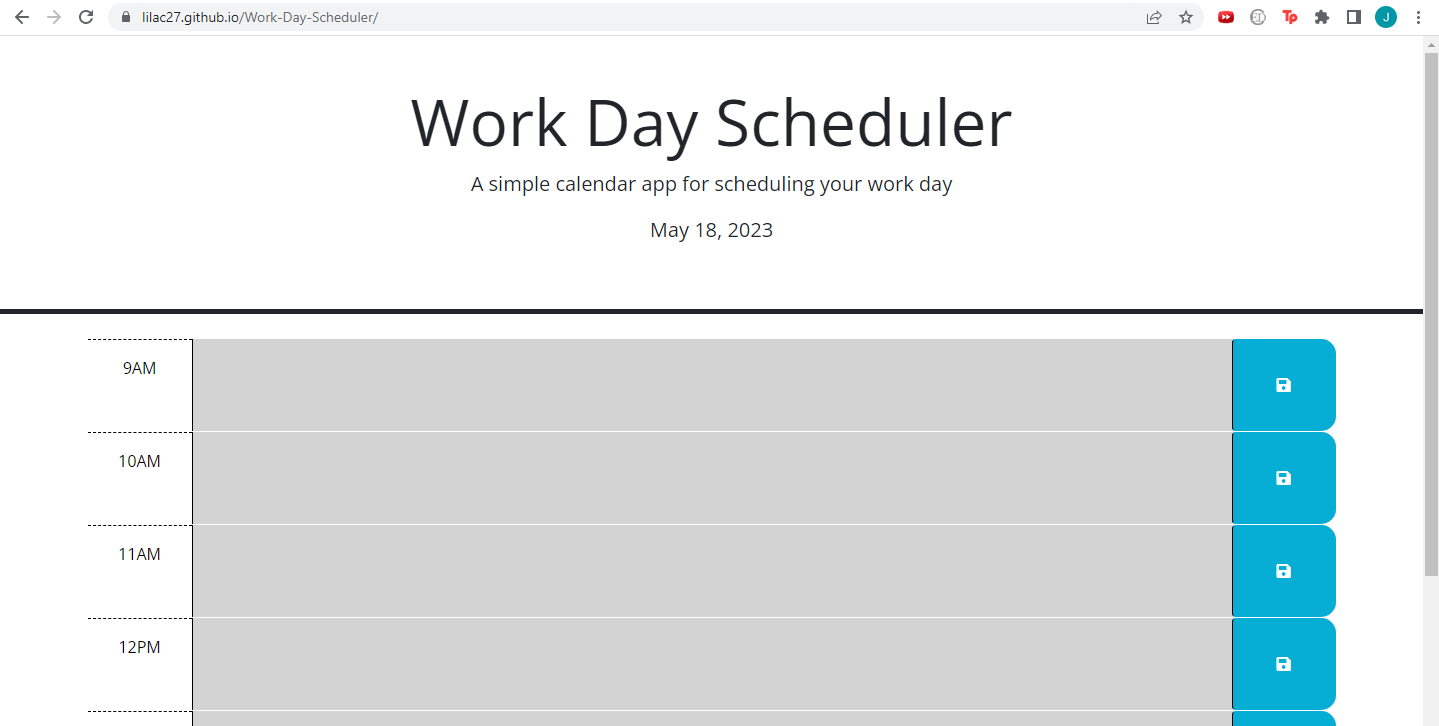 lilac27.github.io/Work-Day-Scheduler/
Tp
J
Work Day Scheduler
A simple calendar app for scheduling your work day
May 18, 2023
9AM
10AM
11AM
12PM